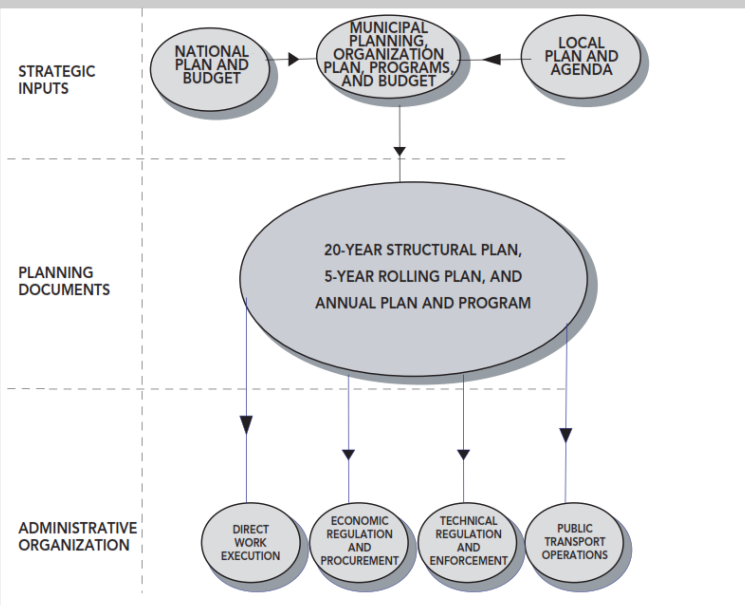 STRATEGIC
INPUTS
NATIONAL
PLAN AND
BUDGET
MUNICIPAL
PLANNING,
ORGANIZATION
PLAN, PROGRAMS,
AND BUDGET
LOCAL
PLAN AND
AGENDA
PLANNING
DOCUMENTS
20-YEAR STRUCTURAL PLAN,
5-YEAR ROLLING PLAN, AND
ANNUAL PLAN AND PROGRAM
ADMINISTRATIVE
ORGANIZATION
DIRECT
WORK
EXECUTION
ECONOMIC
REGULATION
AND
PROCUREMENT
TECHNICAL
REGULATION
AND
ENFORCEMENT
PUBLIC
TRANSPORT
OPERATIONS